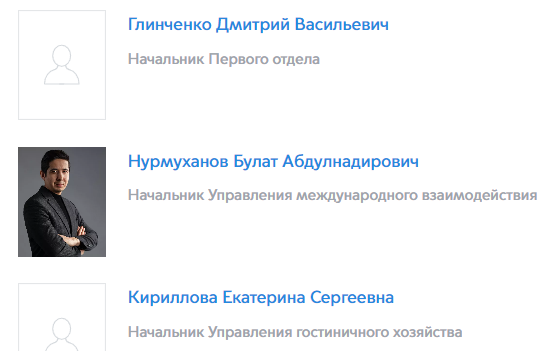 Глинченко Дмитрий Васильевич
Начальник Первого отдела
Нурмуханов Булат Абдулнадирович
Начальник Управления международного взаимодействия
Кириллова Екатерина Сергеевна
Начальник Управления гостиничного хозяйства